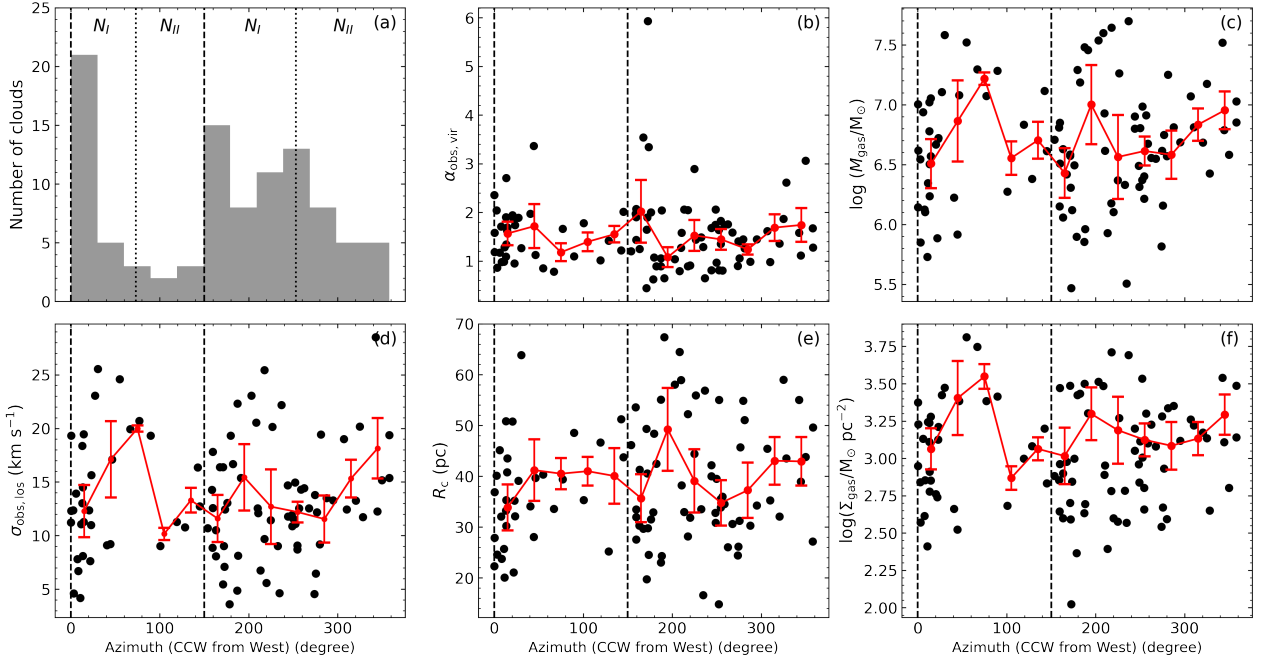 (a)
N_I
N_II
N_I
N_II
Number of clouds
25
20
15
10
5
0
(b)
α_obs, vir
6
5
4
3
2
1
(c)
log (M_gas/M_⊙)
7.5
7.0
6.5
6.0
5.5
(d)
σ_obs, los (km s⁻¹)
25
20
15
10
5
0 100 200 300
Azimuth (CCW from West) (degree)
(e)
R_c (pc)
70
60
50
40
30
20
0 100 200 300
Azimuth (CCW from West) (degree)
(f)
log(Σ_gas/M_⊙ pc⁻²)
3.75
3.50
3.25
3.00
2.75
2.50
2.25
2.00
0 100 200 300
Azimuth (CCW from West) (degree)